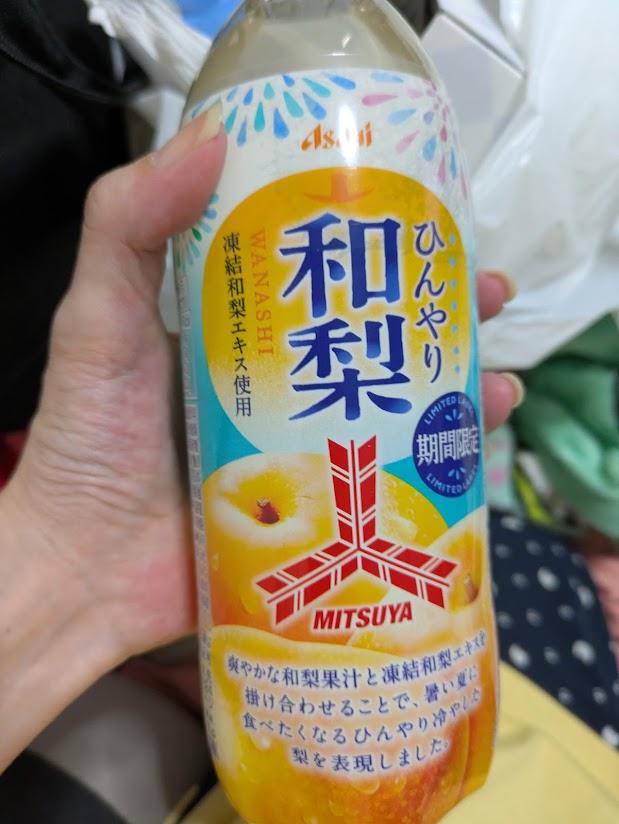 Asahi
ひんやり
和梨
WANASHI
凍結和梨エキス使用
LIMITED
期間限定
LIMITED
MITSUYA
爽やかな和梨果汁と凍結和梨エキスを
掛け合わせることで、暑い夏に
食べたくなるひんやり冷やした
梨を表現しました。